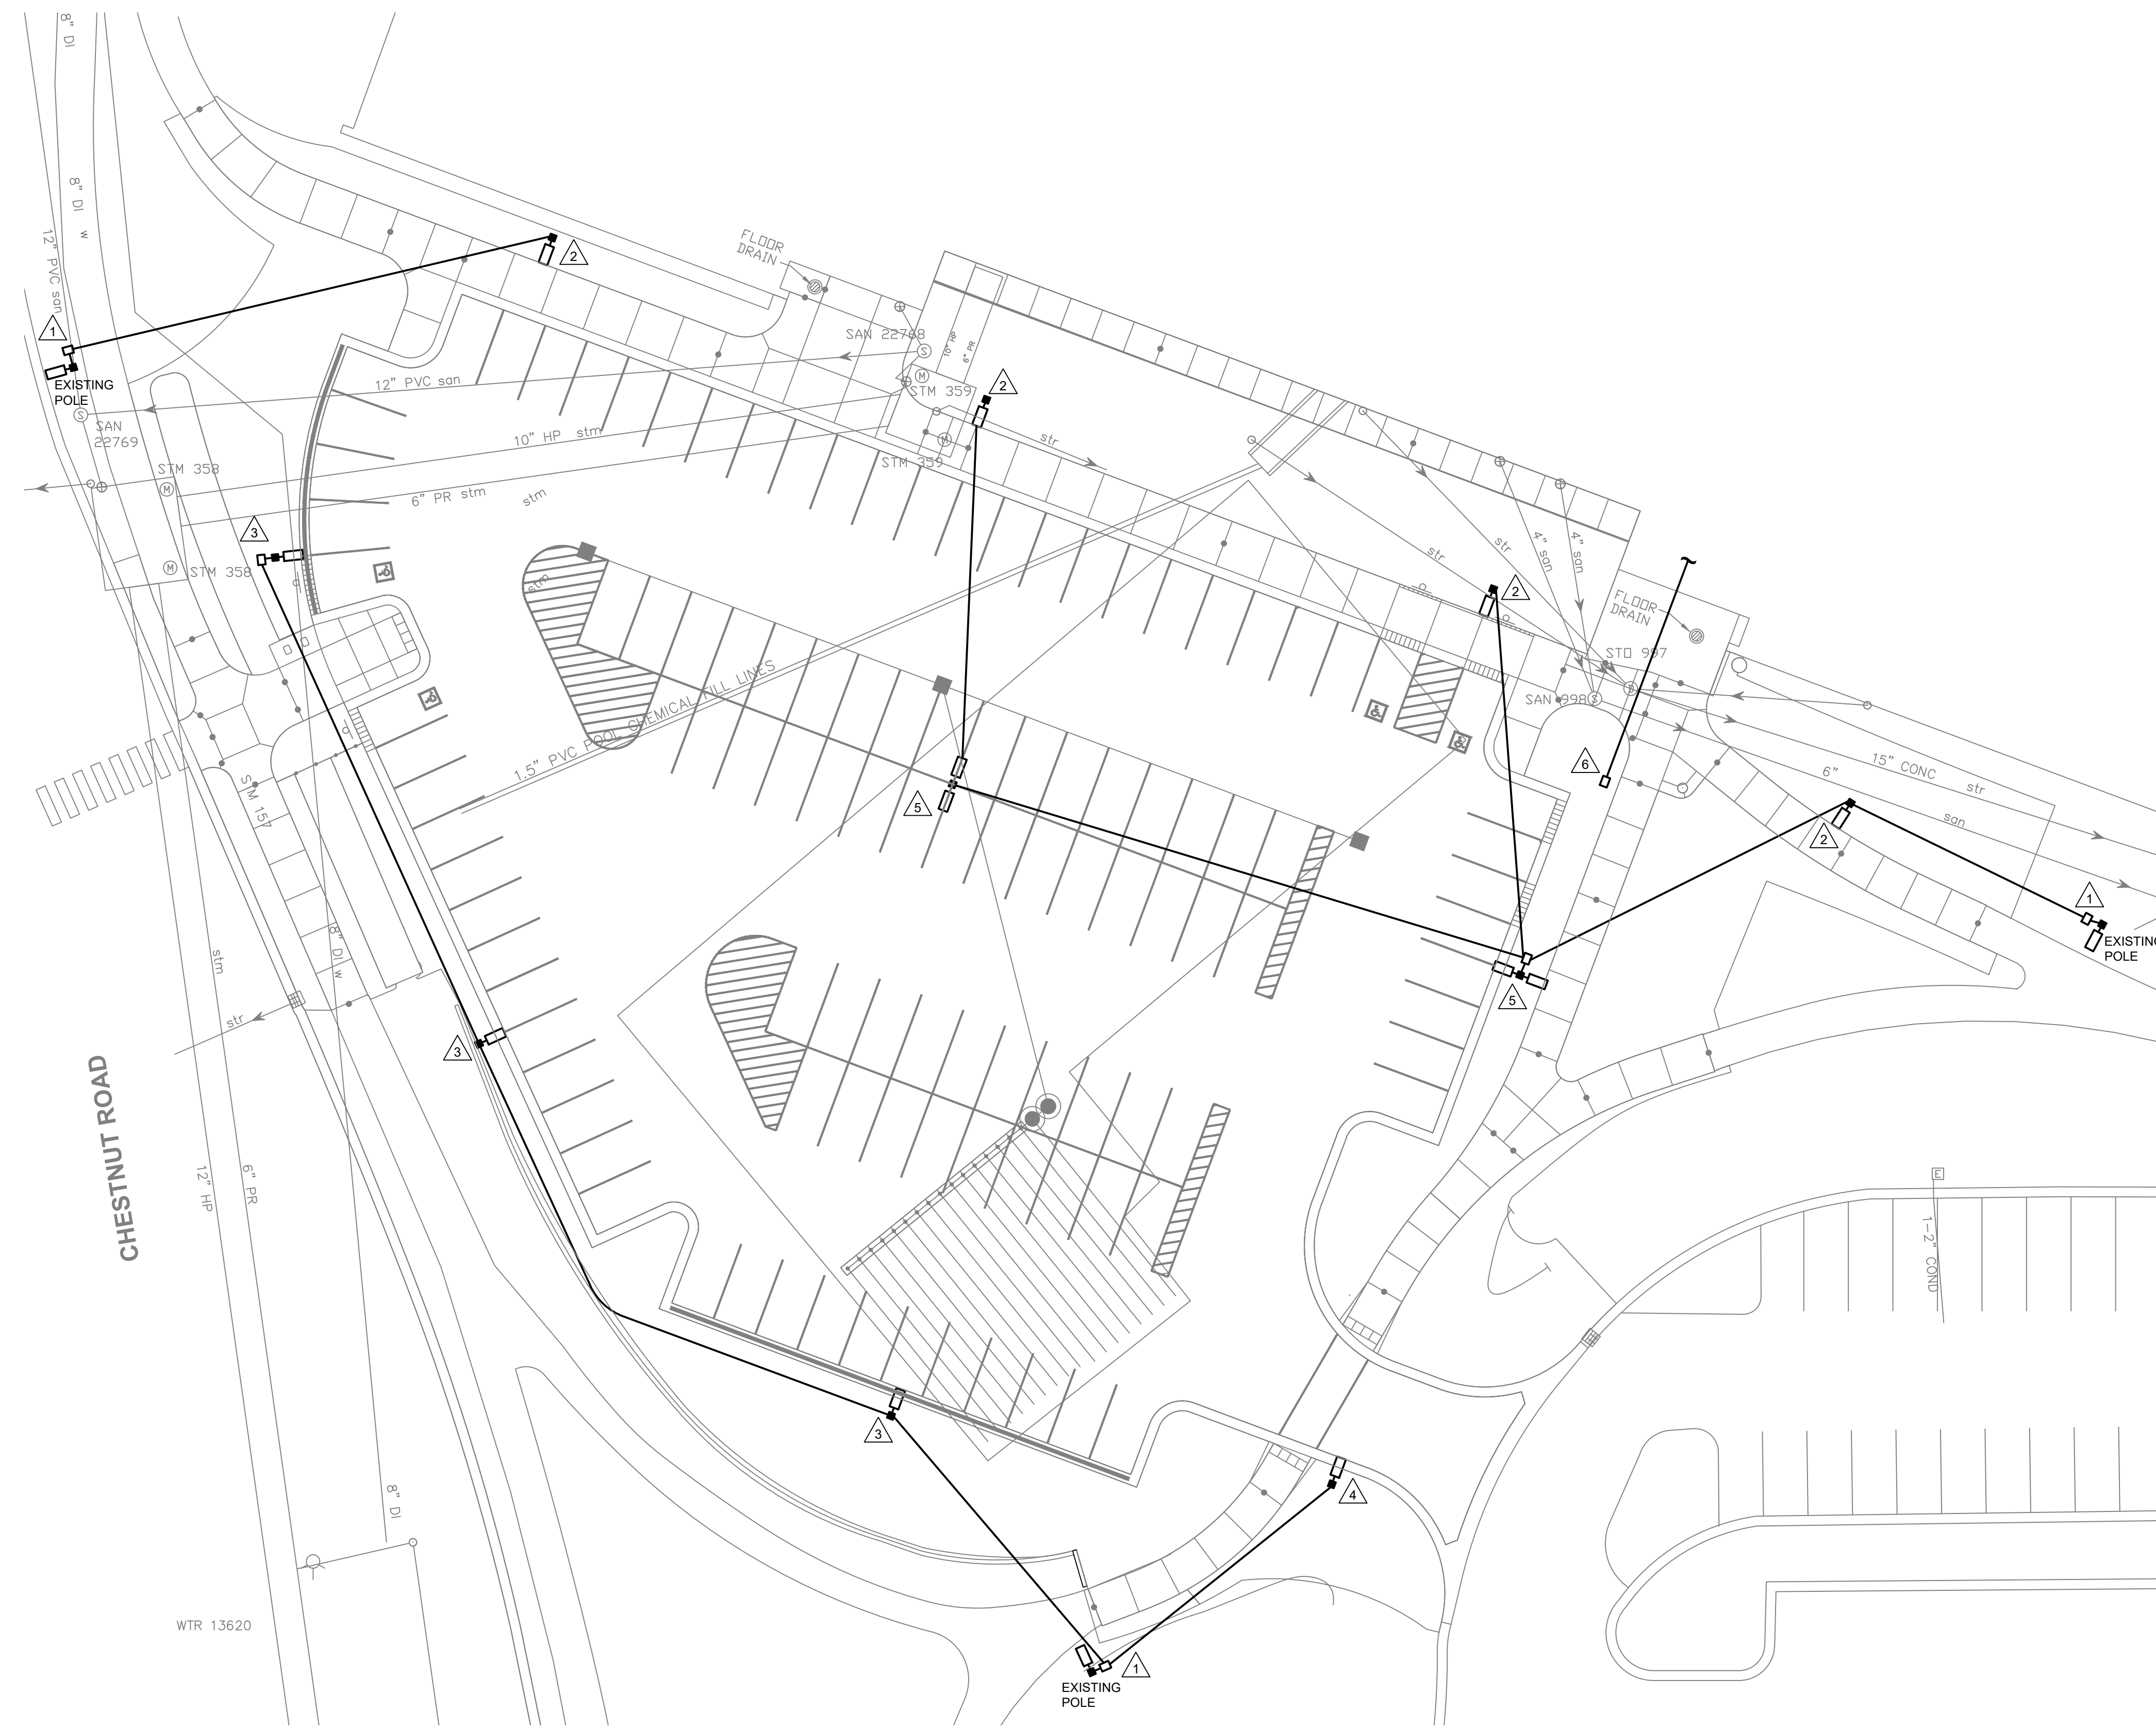 8" DI
8" DI w
12" PVC san
1
EXISTING
POLE
SAN
22769
2
FLOOR
DRAIN
SAN 22768
10" HP
6" PR
12" PVC san
M
STM 359
2
S
S
10" HP stm
str
M
STM 359
STM 358
M
6" PR stm
stm
3
M
STM 358
stm
str
str
4" san
4" san
2
FLOOR
DRAIN
STO 997
SAN 998
S
D
1.5" PVC POOL CHEMICAL FILL LINES
6
15" CONC
str
6"
san
5
2
1
EXISTIN
POLE
STM 157
8" DI w
stm
str
5
3
CHESTNUT ROAD
12" HP
6" PR
E
1-2" COND
3
4
8" DI
WTR 13620
1
EXISTING
POLE